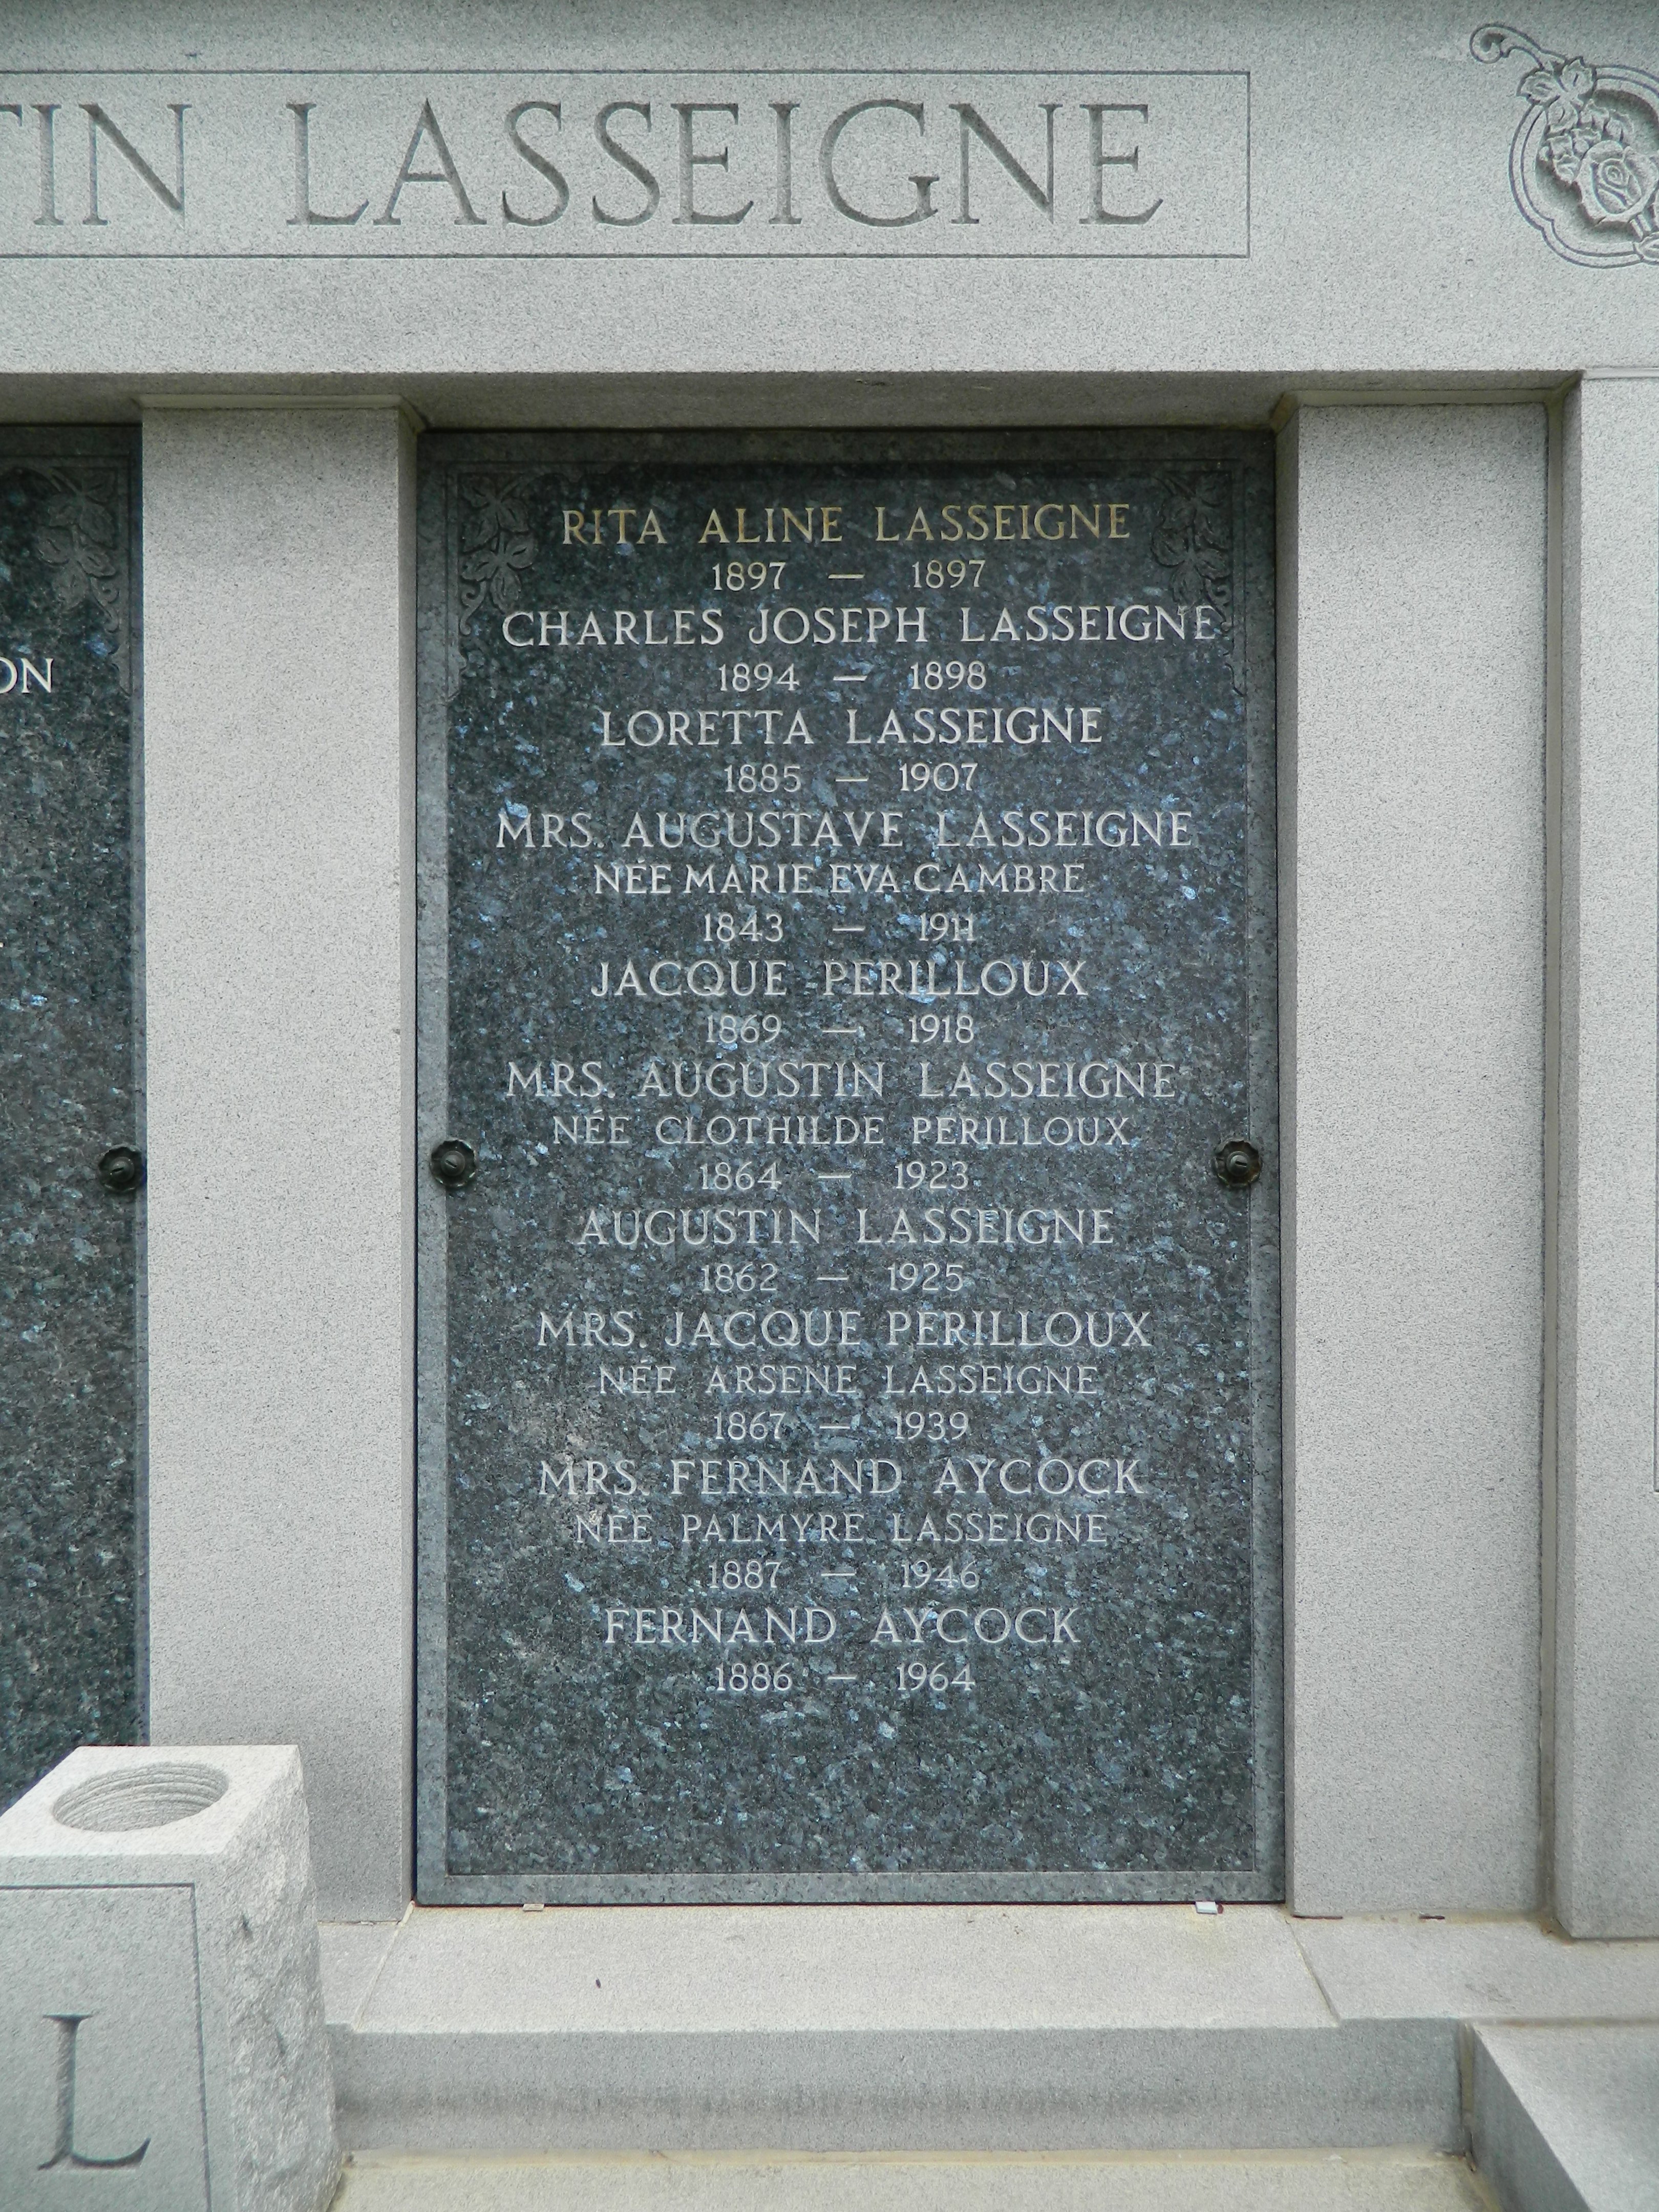 TIN LASSEIGNE
ON
RITA ALINE LASSEIGNE
1897 — 1897
CHARLES JOSEPH LASSEIGNE
1894 — 1898
LORETTA LASSEIGNE
1885 — 1907
MRS. AUGUSTAVE LASSEIGNE
NÉE MARIE EVA CAMBRE
1843 — 1911
JACQUE PERILLOUX
1869 — 1918
MRS. AUGUSTIN LASSEIGNE
NÉE CLOTHILDE PERILLOUX
1864 — 1923
AUGUSTIN LASSEIGNE
1862 — 1925
MRS. JACQUE PERILLOUX
NÉE ARSENE LASSEIGNE
1867 — 1939
MRS. FERNAND AYCOCK
NÉE PALMYRE LASSEIGNE
1887 — 1946
FERNAND AYCOCK
1886 — 1964
L